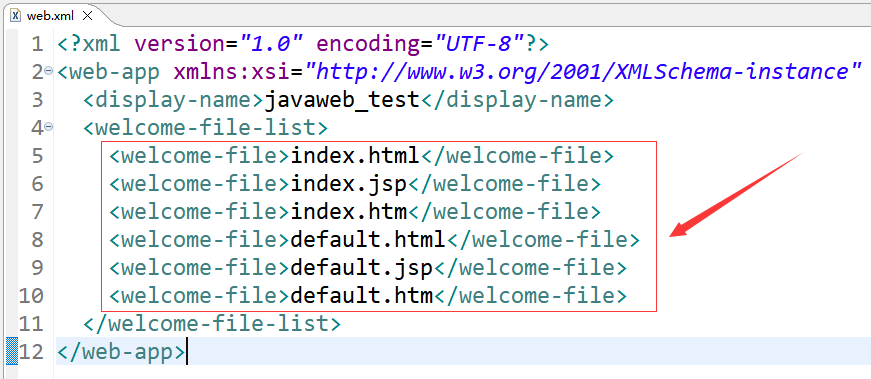 web.xml
1 <?xml version="1.0" encoding="UTF-8"?>
2 <web-app xmlns:xsi="http://www.w3.org/2001/XMLSchema-instance"
3 <display-name>javaweb_test</display-name>
4 <welcome-file-list>
5 <welcome-file>index.html</welcome-file>
6 <welcome-file>index.jsp</welcome-file>
7 <welcome-file>index.htm</welcome-file>
8 <welcome-file>default.html</welcome-file>
9 <welcome-file>default.jsp</welcome-file>
10 <welcome-file>default.htm</welcome-file>
11 </welcome-file-list>
12 </web-app>